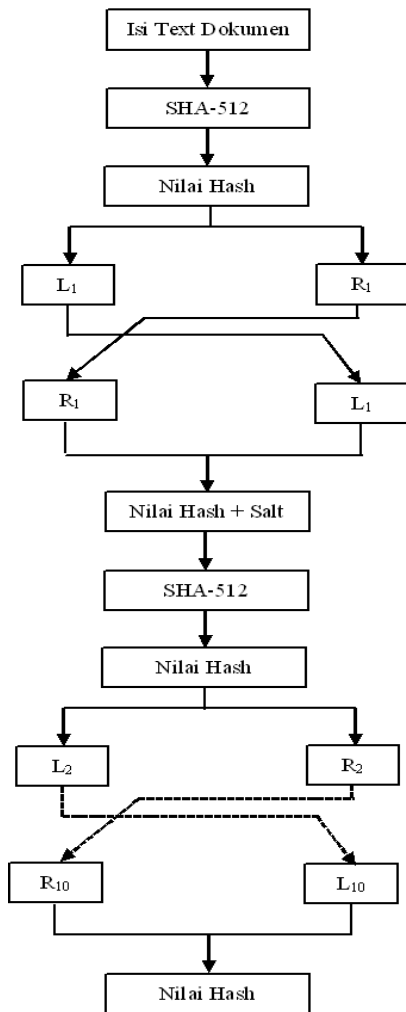 Isi Text Dokumen
SHA-512
Nilai Hash
L₁
R₁
R₁
L₁
Nilai Hash + Salt
SHA-512
Nilai Hash
L₂
R₂
R₁₀
L₁₀
Nilai Hash